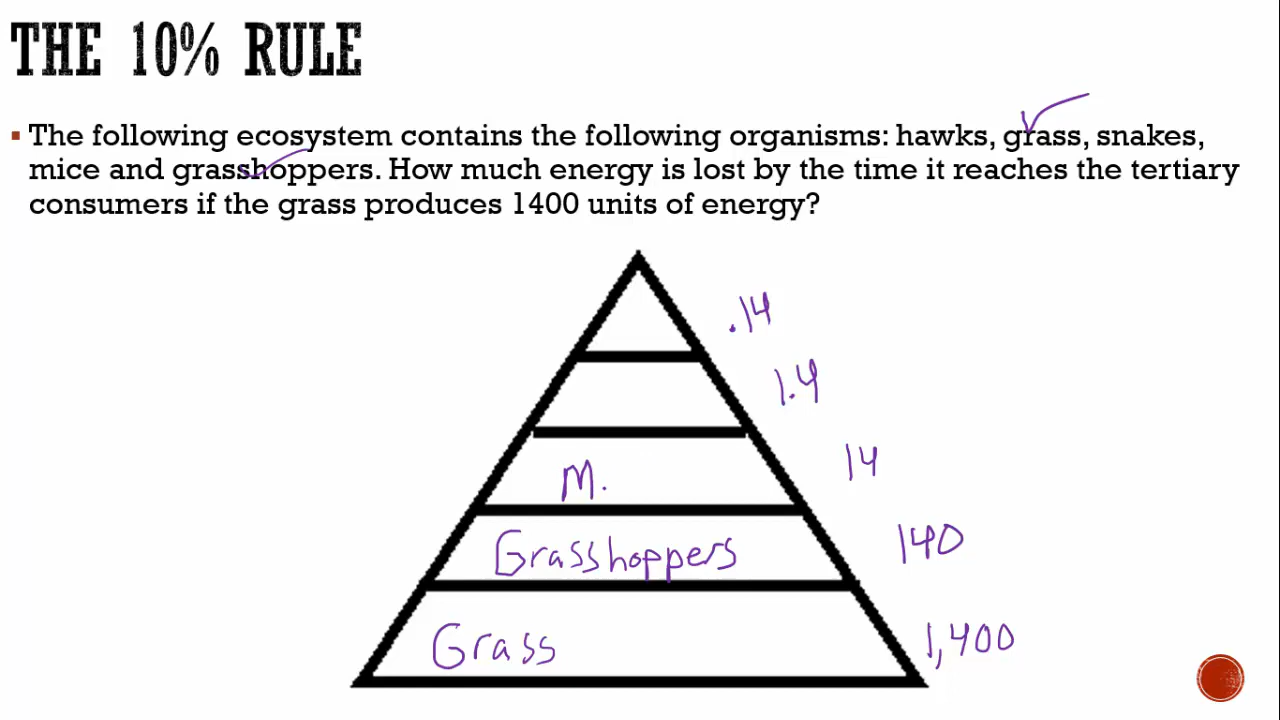 THE 10% RULE
The following ecosystem contains the following organisms: hawks, grass, snakes,
mice and grasshoppers. How much energy is lost by the time it reaches the tertiary
consumers if the grass produces 1400 units of energy?
.14
1.4
M.
14
Grasshoppers
140
Grass
1,400